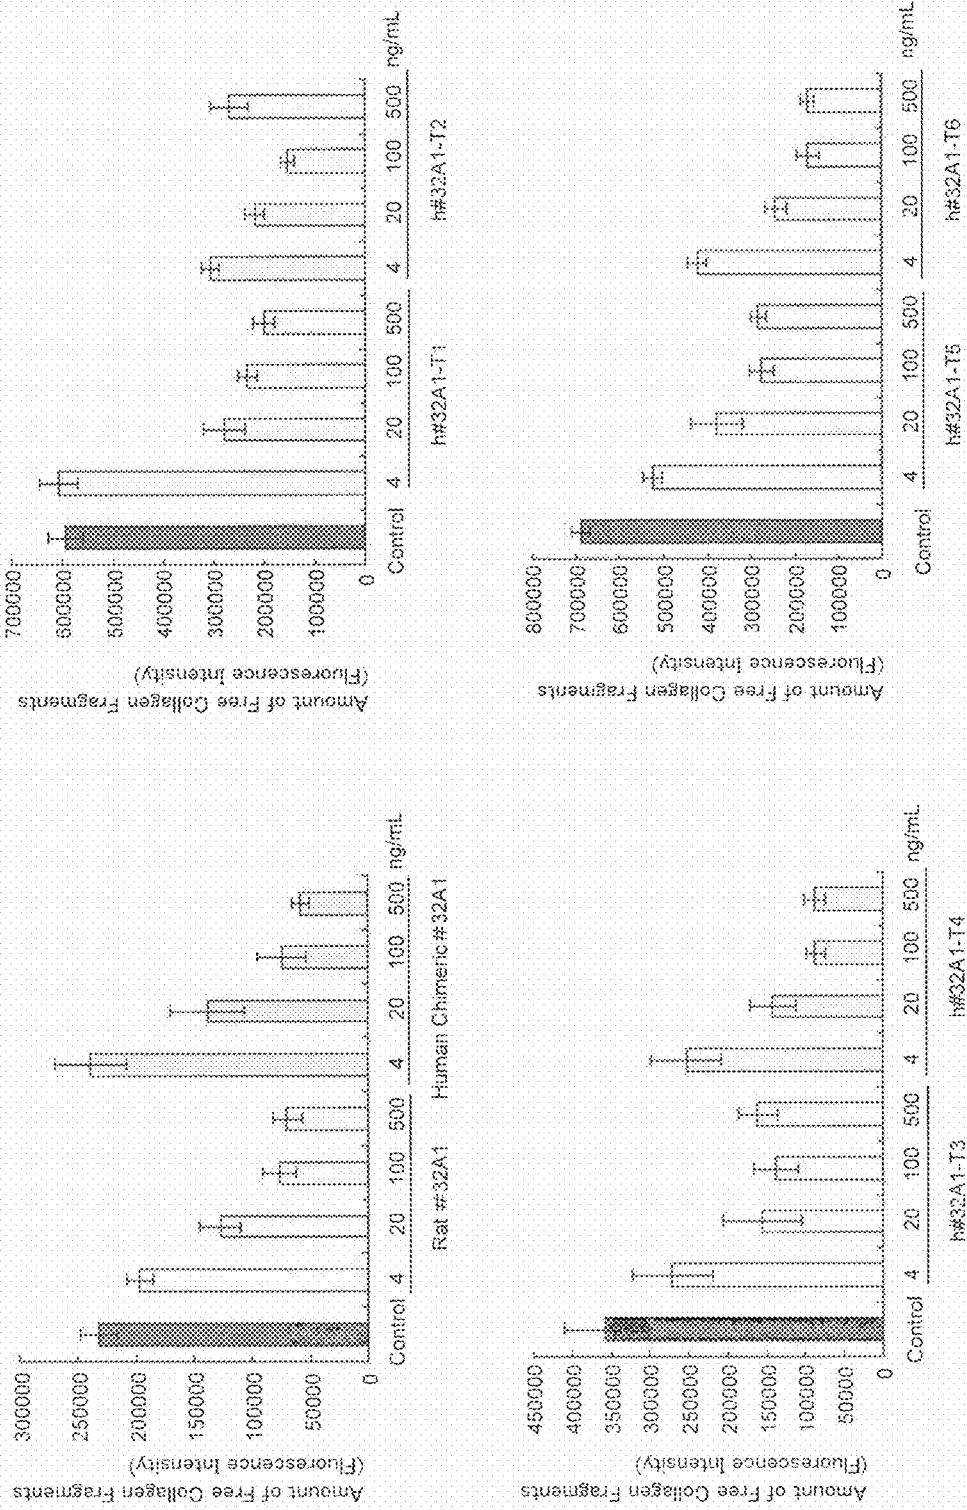 Amount of Free Collagen Fragments
(Fluorescence Intensity)
300000
250000
200000
150000
100000
50000
0
Control 4 20 100 500 4 20 100 500 ng/mL
Rat #32A1 Human Chimeric #32A1
Amount of Free Collagen Fragments
(Fluorescence Intensity)
700000
600000
500000
400000
300000
200000
100000
0
Control 4 20 100 500 4 20 100 500 ng/mL
h#32A1-T1 h#32A1-T2
Amount of Free Collagen Fragments
(Fluorescence Intensity)
450000
400000
350000
300000
250000
200000
150000
100000
50000
0
Control 4 20 100 500 4 20 100 500 ng/mL
h#32A1-T3 h#32A1-T4
Amount of Free Collagen Fragments
(Fluorescence Intensity)
800000
700000
600000
500000
400000
300000
200000
100000
0
Control 4 20 100 500 4 20 100 500 ng/mL
h#32A1-T5 h#32A1-T6